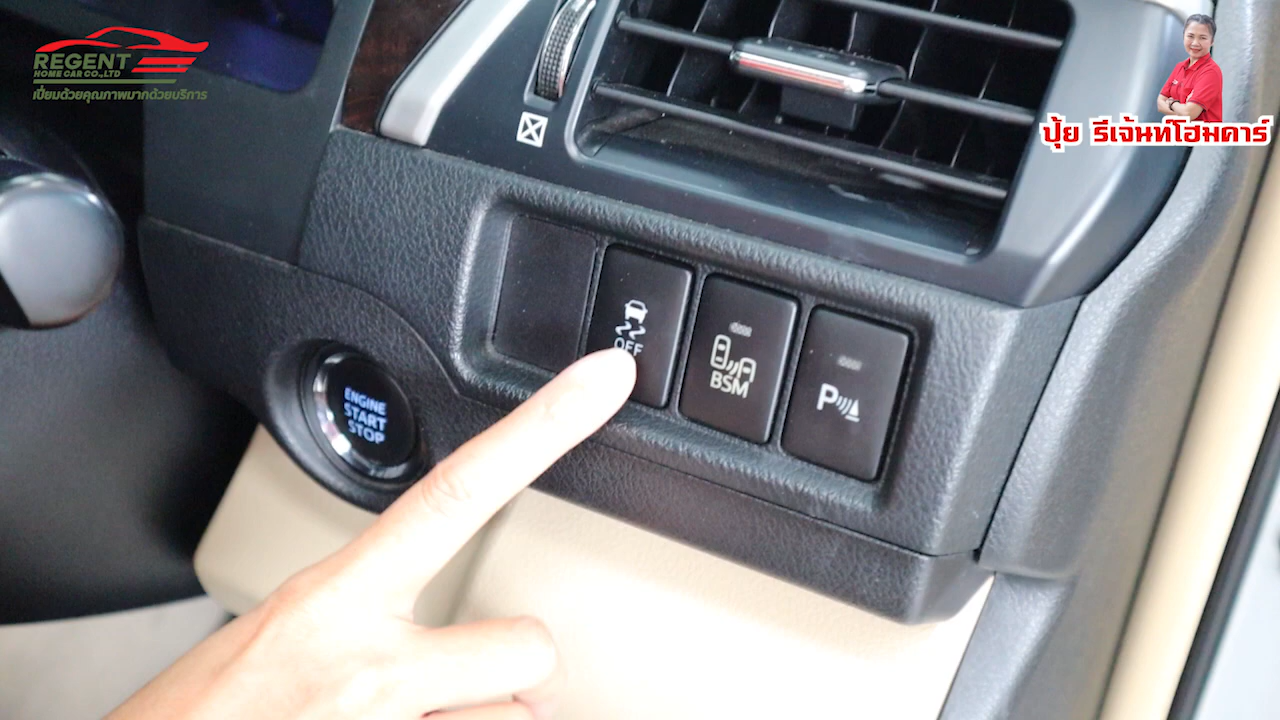 REGENT
HOME CAR CO.,LTD
เปี่ยมด้วยคุณภาพมากด้วยบริการ
ปุ้ย รีเจ้นท์โฮมคาร์
OFF
BSM
P
ENGINE
START
STOP